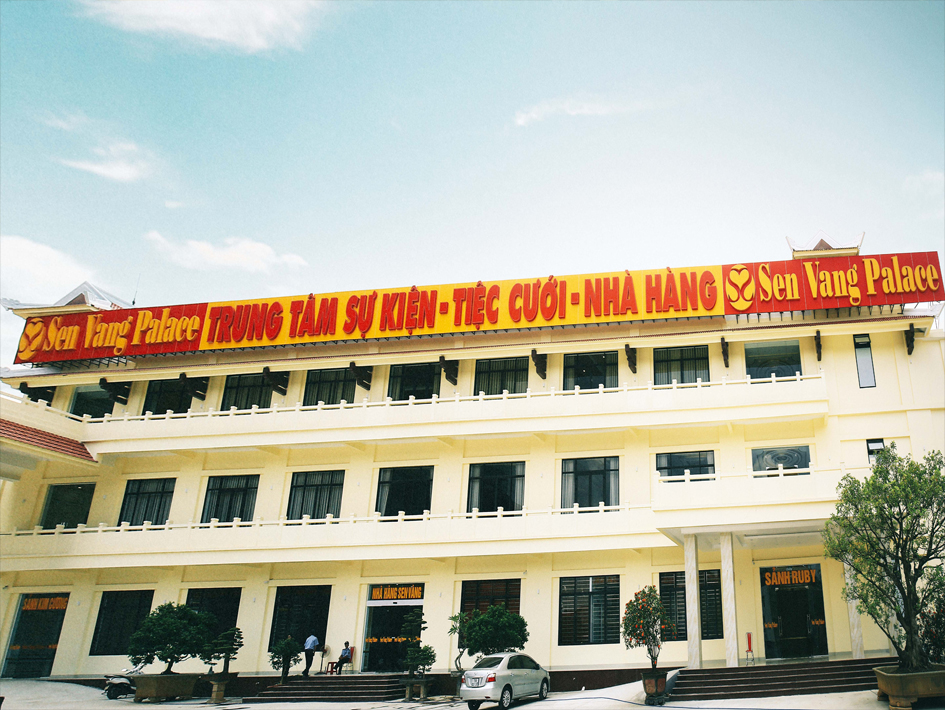 Sen Vang Palace
TRUNG TÂM SỰ KIỆN - TIỆC CƯỚI - NHÀ HÀNG
Sen Vang Palace
SẢNH KIM CƯƠNG
NHÀ HÀNG SEN VÀNG
SẢNH RUBY